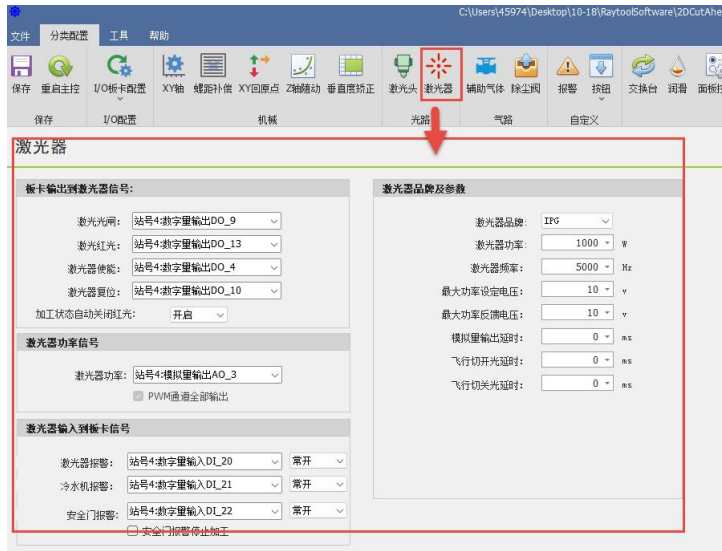 C:\Users\45974\Desktop\10-18\RaytoolSoftware\2DCutAhe
文件 分类配置 工具 帮助
保存 重启主控 I/O板卡配置 XY轴 螺距补偿 XY回原点 Z轴随动 垂直度矫正 激光头 激光器 辅助气体 除尘阀 报警 按钮 交换台 润滑 面板控
保存 I/O配置 机械 光路 气路 自定义
激光器
板卡输出到激光器信号:
激光光闸: 站号4:数字量输出DO_9
激光红光: 站号4:数字量输出DO_13
激光器使能: 站号4:数字量输出DO_4
激光器复位: 站号4:数字量输出DO_10
加工状态自动关闭红光: 开启
激光器功率信号
激光器功率: 站号4:模拟量输出AO_3
PWM通道全部输出
激光器输入到板卡信号
激光器报警: 站号4:数字量输入DI_20 常开
冷水机报警: 站号4:数字量输入DI_21 常开
安全门报警: 站号4:数字量输入DI_22 常开
安全门报警停止加工
激光器品牌及参数
激光器品牌: IPG
激光器功率: 1000 W
激光器频率: 5000 Hz
最大功率设定电压: 10 v
最大功率反馈电压: 10 v
模拟量输出延时: 0 ms
飞行切开光延时: 0 ms
飞行切关光延时: 0 ms